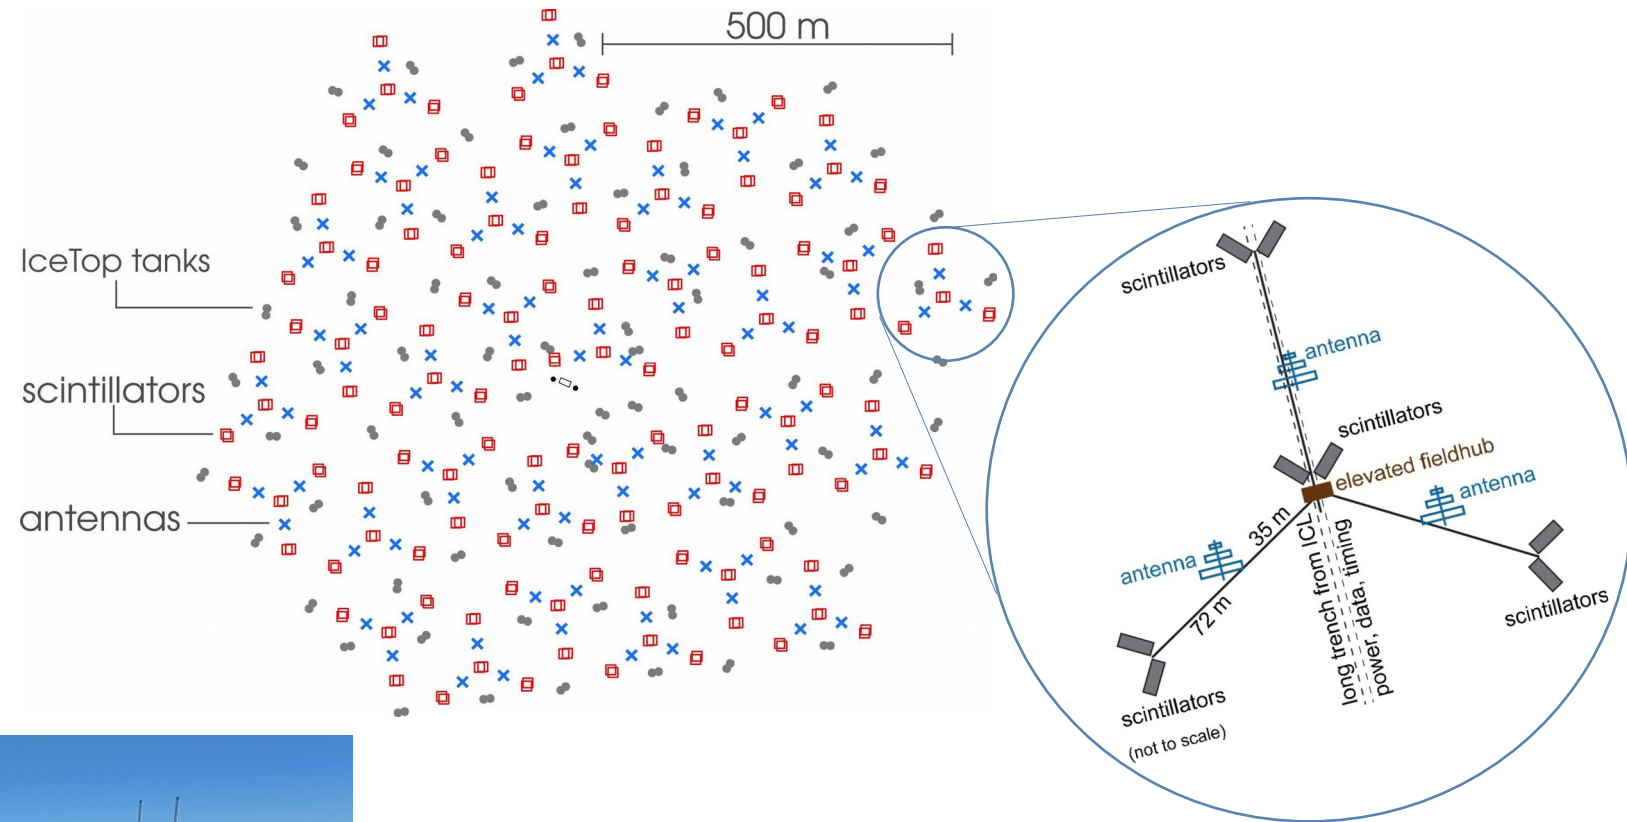 500 m
IceTop tanks
scintillators
antennas
scintillators
antenna
scintillators
elevated fieldhub
antenna
35 m
antenna
72 m
long trench from ICL
power, data, timing
scintillators
scintillators
(not to scale)